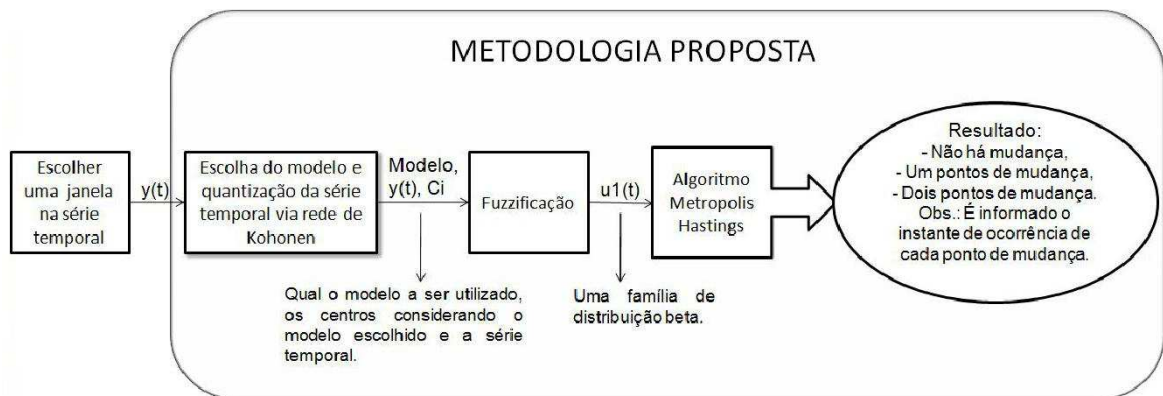 METODOLOGIA PROPOSTA
Escolher
uma janela
na série
temporal
y(t)
Escolha do modelo e
quantização da série
temporal via rede de
Kohonen
Modelo,
y(t), Ci
Qual o modelo a ser utilizado,
os centros considerando o
modelo escolhido e a série
temporal.
Fuzzificação
u1(t)
Uma família de
distribuição beta.
Algoritmo
Metropolis
Hastings
Resultado:
- Não há mudança,
- Um pontos de mudança,
- Dois pontos de mudança.
Obs.: É informado o
instante de ocorrência de
cada ponto de mudança.